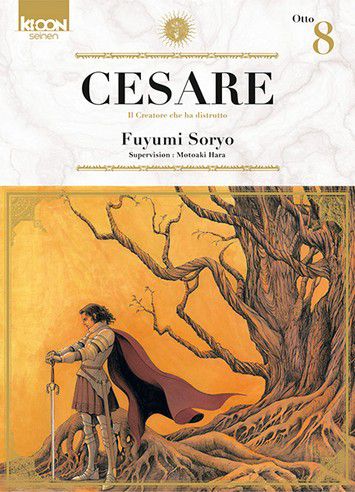 ki-oon
seinen
Otto 8
CESARE
Il Creatore che ha distrutto
Fuyumi Soryo
Supervision : Motoaki Hara